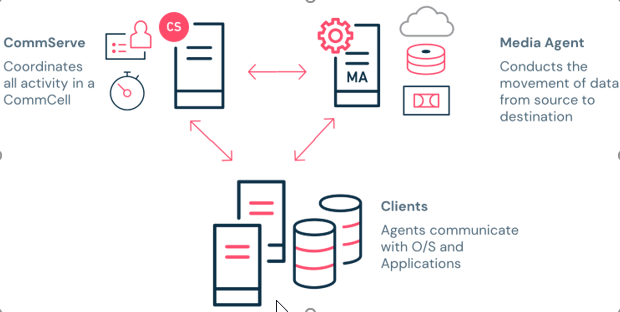 CommServe
Coordinates
all activity in a
CommCell
CS
MA
Media Agent
Conducts the
movement of data
from source to
destination
Clients
Agents communicate
with O/S and
Applications